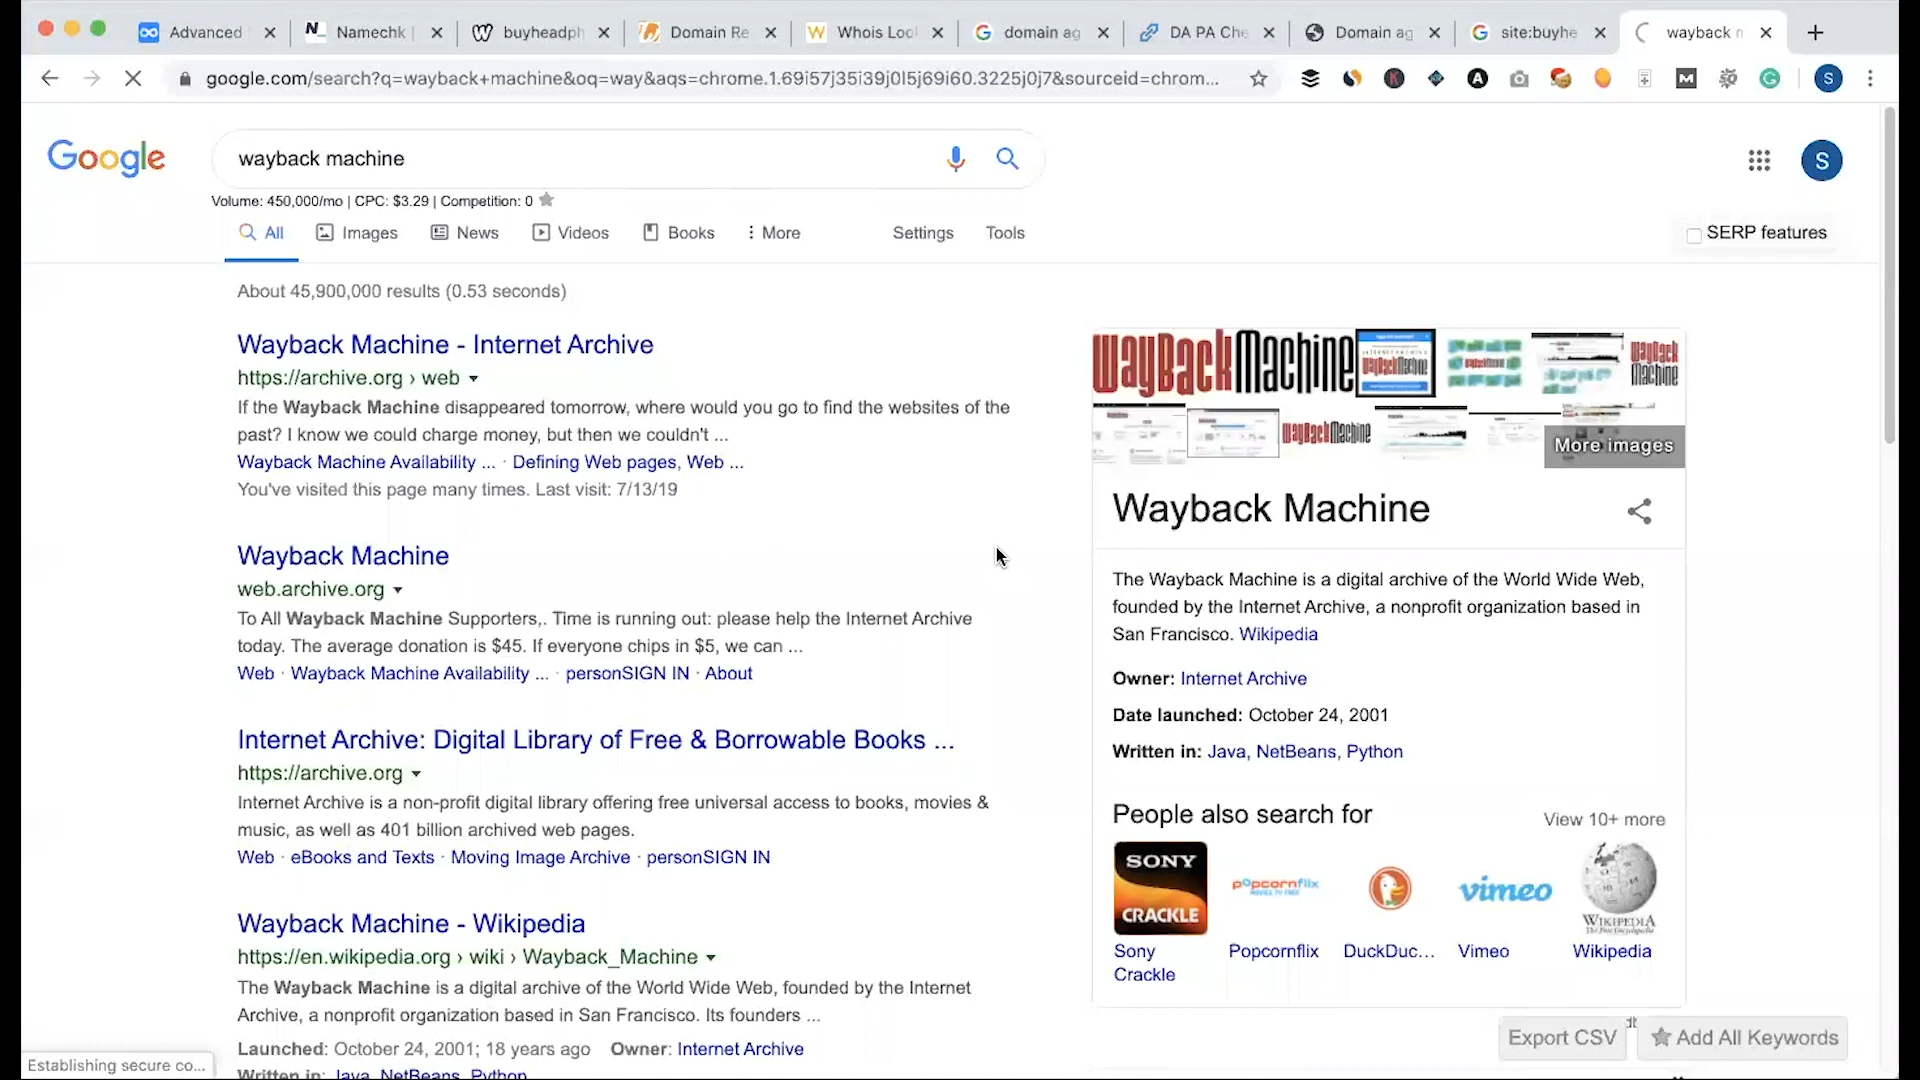 Advanced
Namechk
buyheadph
Domain Re
Whois Loo
domain ag
DA PA Che
Domain ag
site:buyhe
wayback m
google.com/search?q=wayback+machine&oq=way&aqs=chrome.1.69i57j35i39j0l5j69i60.3225j0j7&sourceid=chrom...
S
Google
wayback machine
S
Volume: 450,000/mo | CPC: $3.29 | Competition: 0
All
Images
News
Videos
Books
More
Settings
Tools
SERP features
About 45,900,000 results (0.53 seconds)
Wayback Machine - Internet Archive
https://archive.org › web
If the Wayback Machine disappeared tomorrow, where would you go to find the websites of the
past? I know we could charge money, but then we couldn't ...
Wayback Machine Availability ... · Defining Web pages, Web ...
You've visited this page many times. Last visit: 7/13/19
Wayback Machine
web.archive.org
To All Wayback Machine Supporters,. Time is running out: please help the Internet Archive
today. The average donation is $45. If everyone chips in $5, we can ...
Web · Wayback Machine Availability ... · personSIGN IN · About
Internet Archive: Digital Library of Free & Borrowable Books ...
https://archive.org
Internet Archive is a non-profit digital library offering free universal access to books, movies &
music, as well as 401 billion archived web pages.
Web · eBooks and Texts · Moving Image Archive · personSIGN IN
Wayback Machine - Wikipedia
https://en.wikipedia.org › wiki › Wayback_Machine
The Wayback Machine is a digital archive of the World Wide Web, founded by the Internet
Archive, a nonprofit organization based in San Francisco. Its founders ...
Launched: October 24, 2001; 18 years ago Owner: Internet Archive
Written in: Java, NetBeans, Python
Establishing secure co...
WayBackMachine
WayBackMachine
WayBackMachine
More images
Wayback Machine
The Wayback Machine is a digital archive of the World Wide Web,
founded by the Internet Archive, a nonprofit organization based in
San Francisco. Wikipedia
Owner: Internet Archive
Date launched: October 24, 2001
Written in: Java, NetBeans, Python
People also search for
View 10+ more
SONY
CRACKLE
popcornflix
vimeo
WIKIPEDIA
The Free Encyclopedia
Sony
Crackle
Popcornflix
DuckDuc...
Vimeo
Wikipedia
Export CSV
Add All Keywords